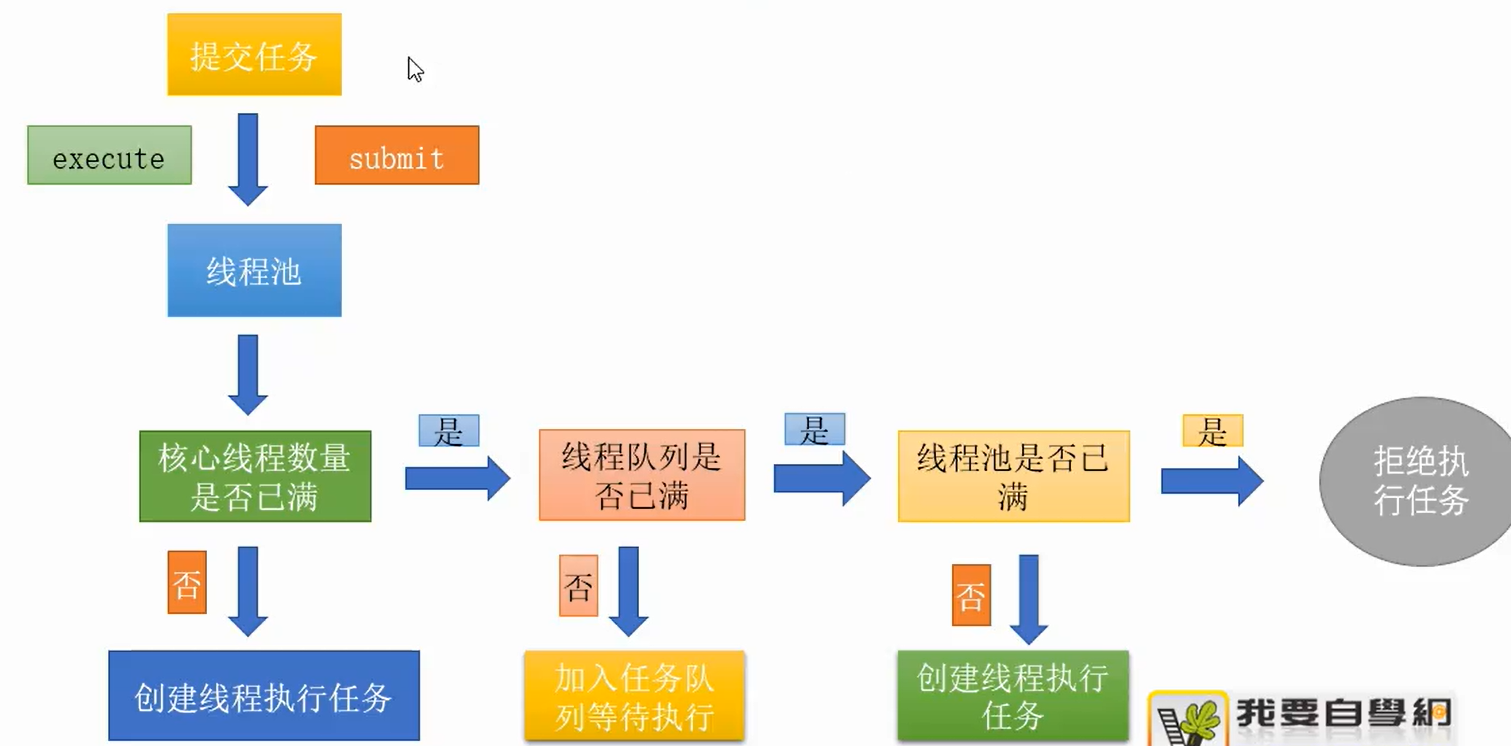 提交任务
execute
submit
线程池
是
是
是
核心线程数量
是否已满
线程队列是
否已满
线程池是否已
满
拒绝执
行任务
否
否
否
创建线程执行任务
加入任务队
列等待执行
创建线程执行
任务
我要自學網